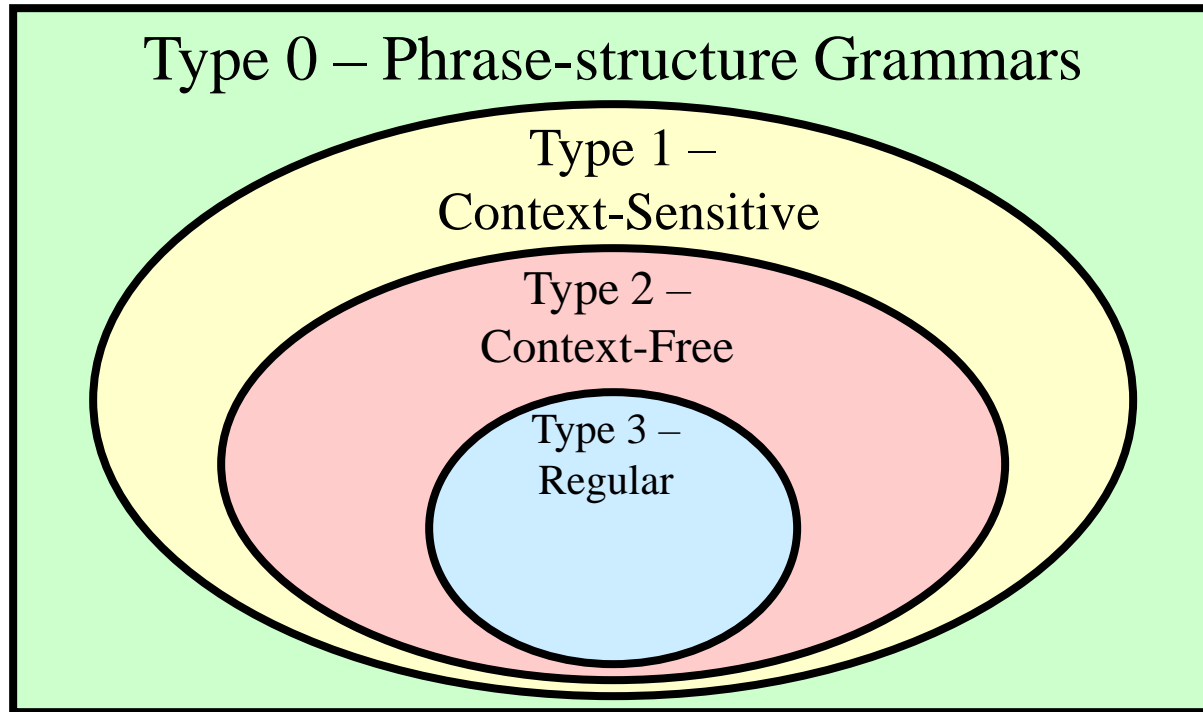 Type 0 – Phrase-structure Grammars
Type 1 –
Context-Sensitive
Type 2 –
Context-Free
Type 3 –
Regular